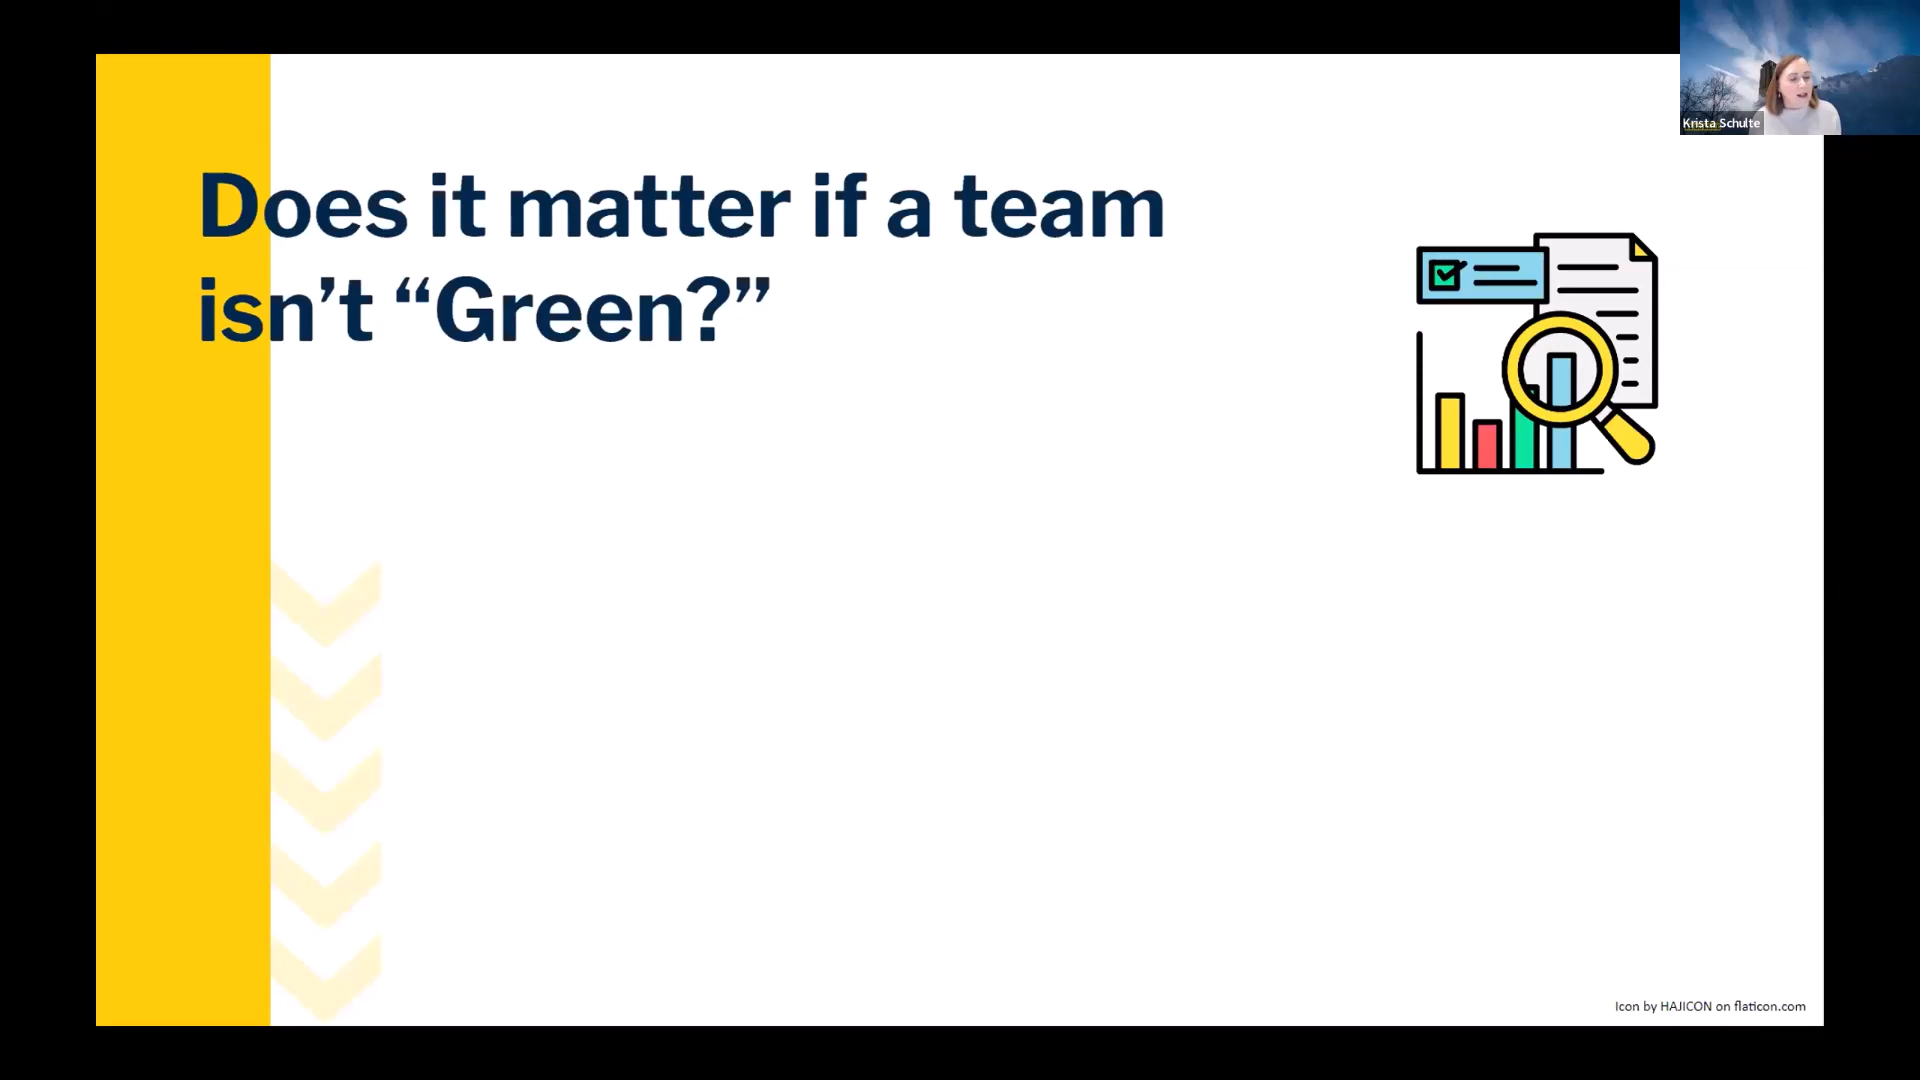 Krista Schulte
Does it matter if a team
isn’t “Green?”
Icon by HAJICON on flaticon.com